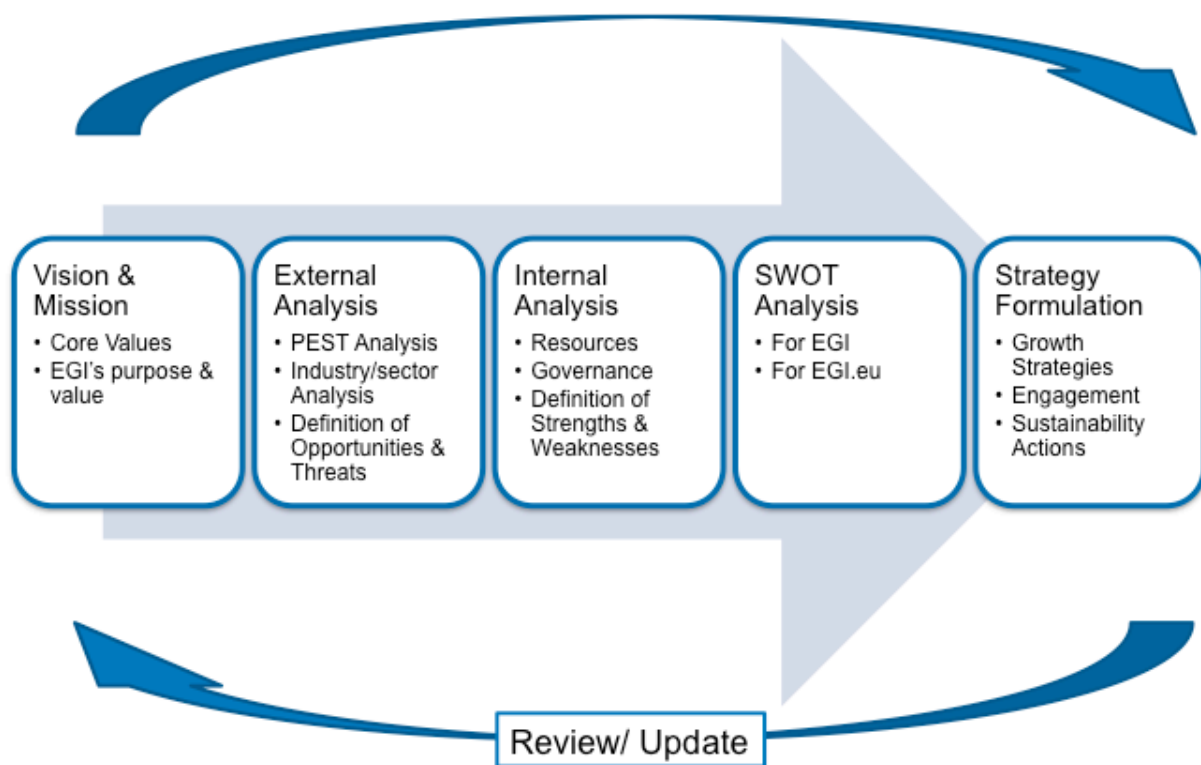 Vision &
Mission
• Core Values
• EGI's purpose &
value
External
Analysis
• PEST Analysis
• Industry/sector
Analysis
• Definition of
Opportunities &
Threats
Internal
Analysis
• Resources
• Governance
• Definition of
Strengths &
Weaknesses
SWOT
Analysis
• For EGI
• For EGI.eu
Strategy
Formulation
• Growth
Strategies
• Engagement
• Sustainability
Actions
Review/ Update